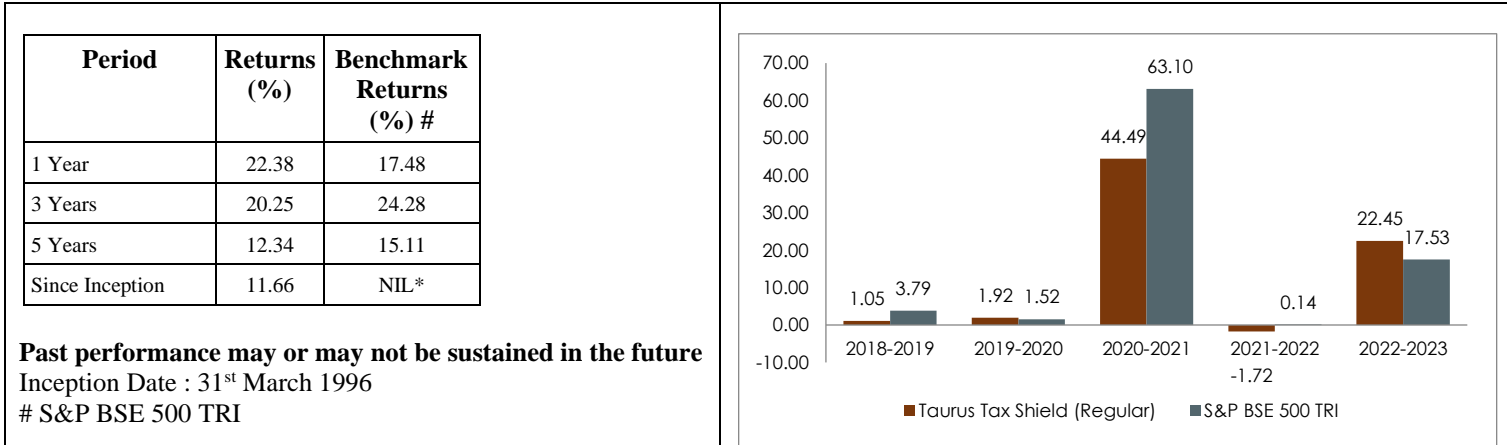 Period Returns (%) Benchmark Returns (%) #
1 Year 22.38 17.48
3 Years 20.25 24.28
5 Years 12.34 15.11
Since Inception 11.66 NIL*
Past performance may or may not be sustained in the future
Inception Date : 31st March 1996
# S&P BSE 500 TRI
70.00
60.00
50.00
40.00
30.00
20.00
10.00
0.00
-10.00
1.05 3.79
1.92 1.52
44.49 63.10
-1.72 0.14
22.45 17.53
2018-2019 2019-2020 2020-2021 2021-2022 2022-2023
Taurus Tax Shield (Regular) S&P BSE 500 TRI